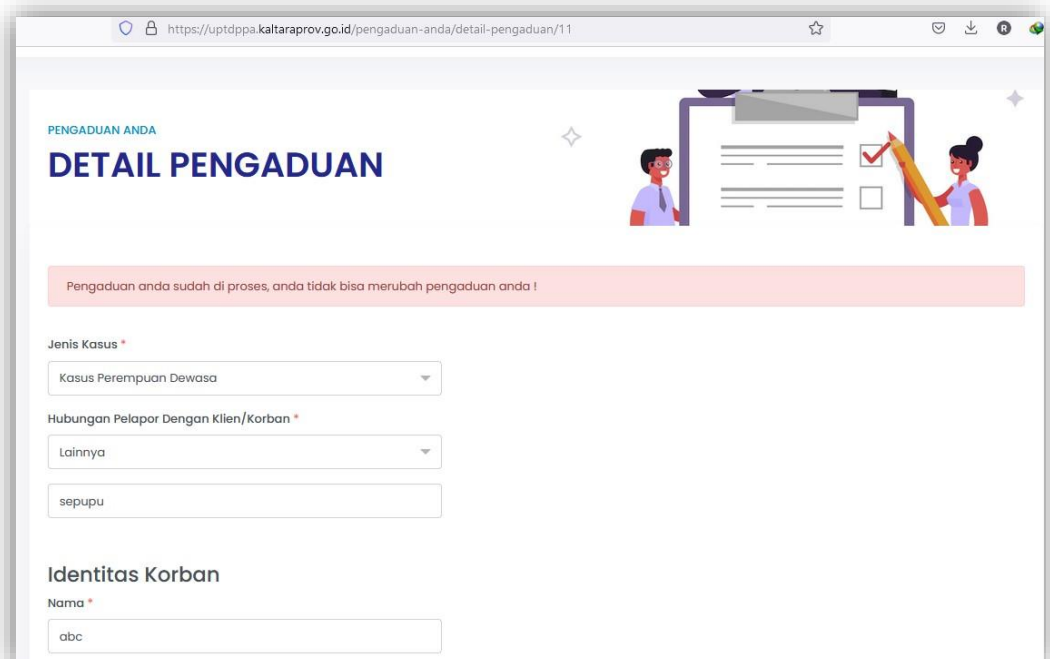 https://uptdppa.kaltaraprov.go.id/pengaduan-anda/detail-pengaduan/11
R
PENGADUAN ANDA
DETAIL PENGADUAN
Pengaduan anda sudah di proses, anda tidak bisa merubah pengaduan anda !
Jenis Kasus *
Kasus Perempuan Dewasa
Hubungan Pelapor Dengan Klien/Korban *
Lainnya
sepupu
Identitas Korban
Nama *
abc